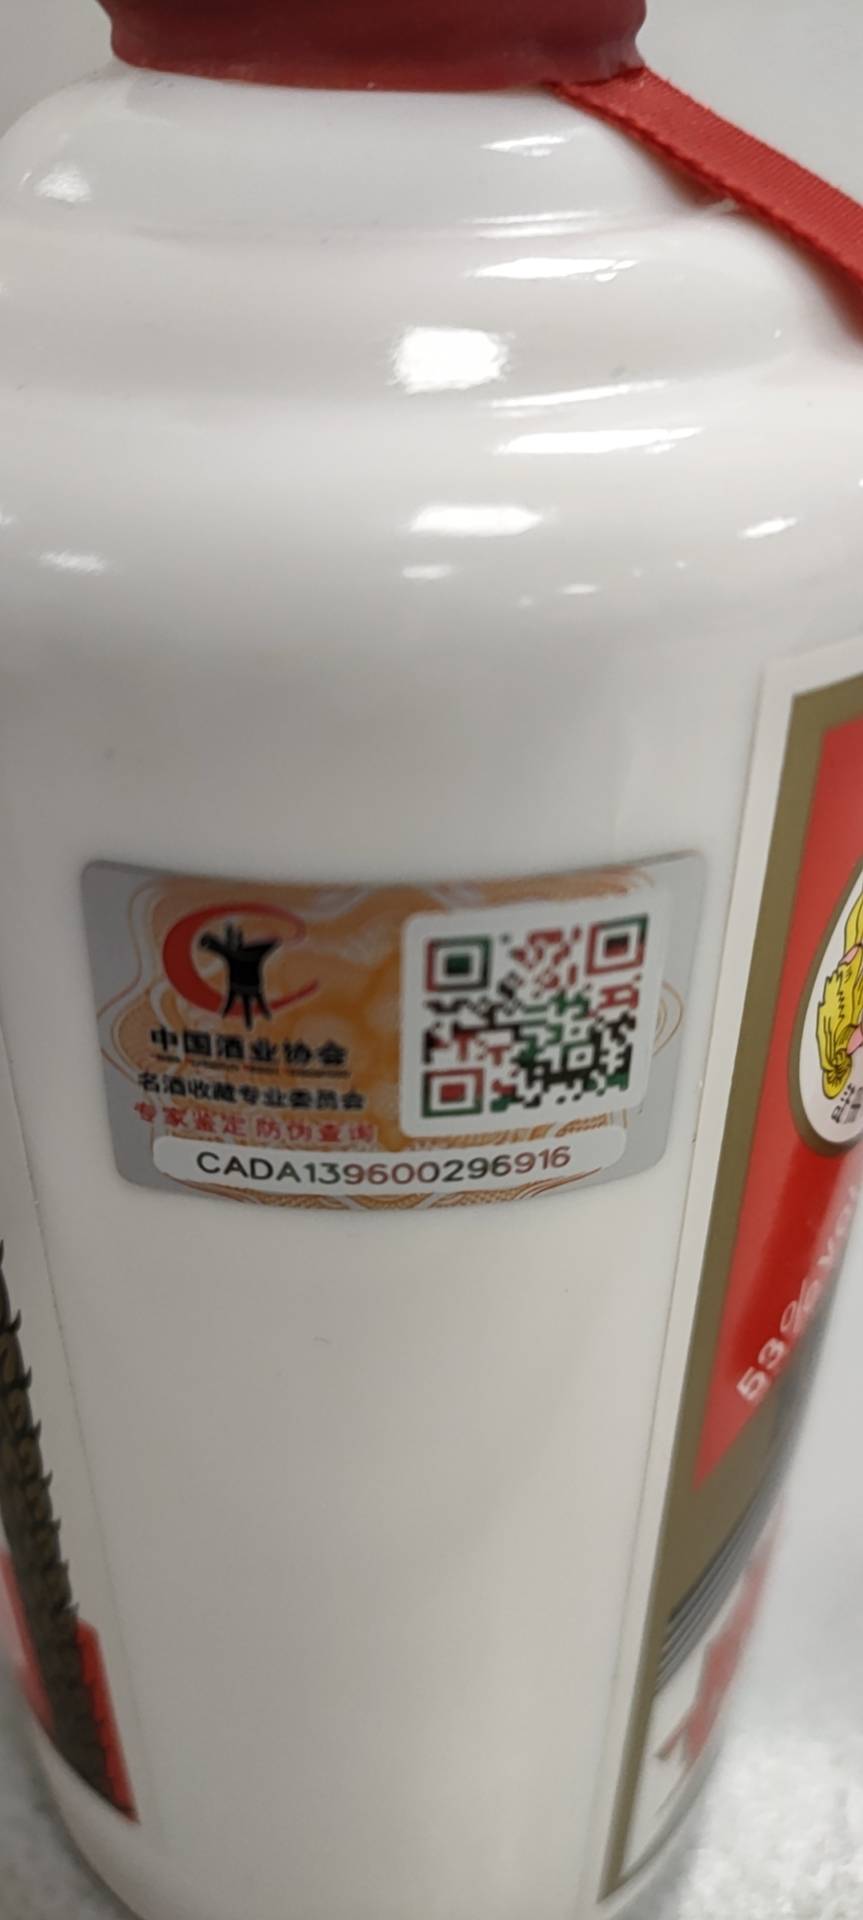 中国酒业协会
名酒收藏专业委员会
专家鉴定 防伪查询
CADA139600296916
53%vol